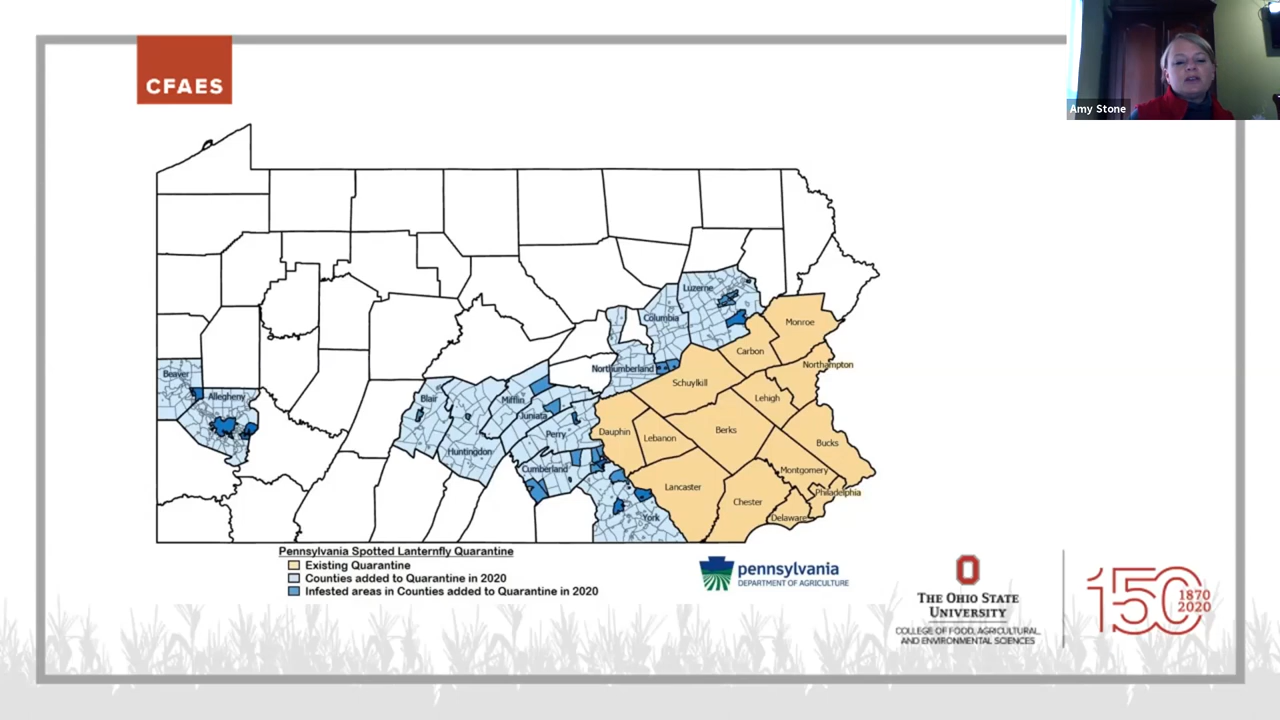 CFAES
Amy Stone
Luzerne
Columbia
Monroe
Carbon
Northampton
Northumberland
Beaver
Schuylkill
Allegheny
Blair
Mifflin
Lehigh
Juniata
Perry
Dauphin
Lebanon
Berks
Bucks
Huntingdon
Cumberland
Montgomery
Lancaster
Philadelphia
Chester
York
Delaware
Pennsylvania Spotted Lanternfly Quarantine
Existing Quarantine
Counties added to Quarantine in 2020
Infested areas in Counties added to Quarantine in 2020
pennsylvania
DEPARTMENT OF AGRICULTURE
THE OHIO STATE
UNIVERSITY
COLLEGE OF FOOD, AGRICULTURAL,
AND ENVIRONMENTAL SCIENCES
150
1870
2020